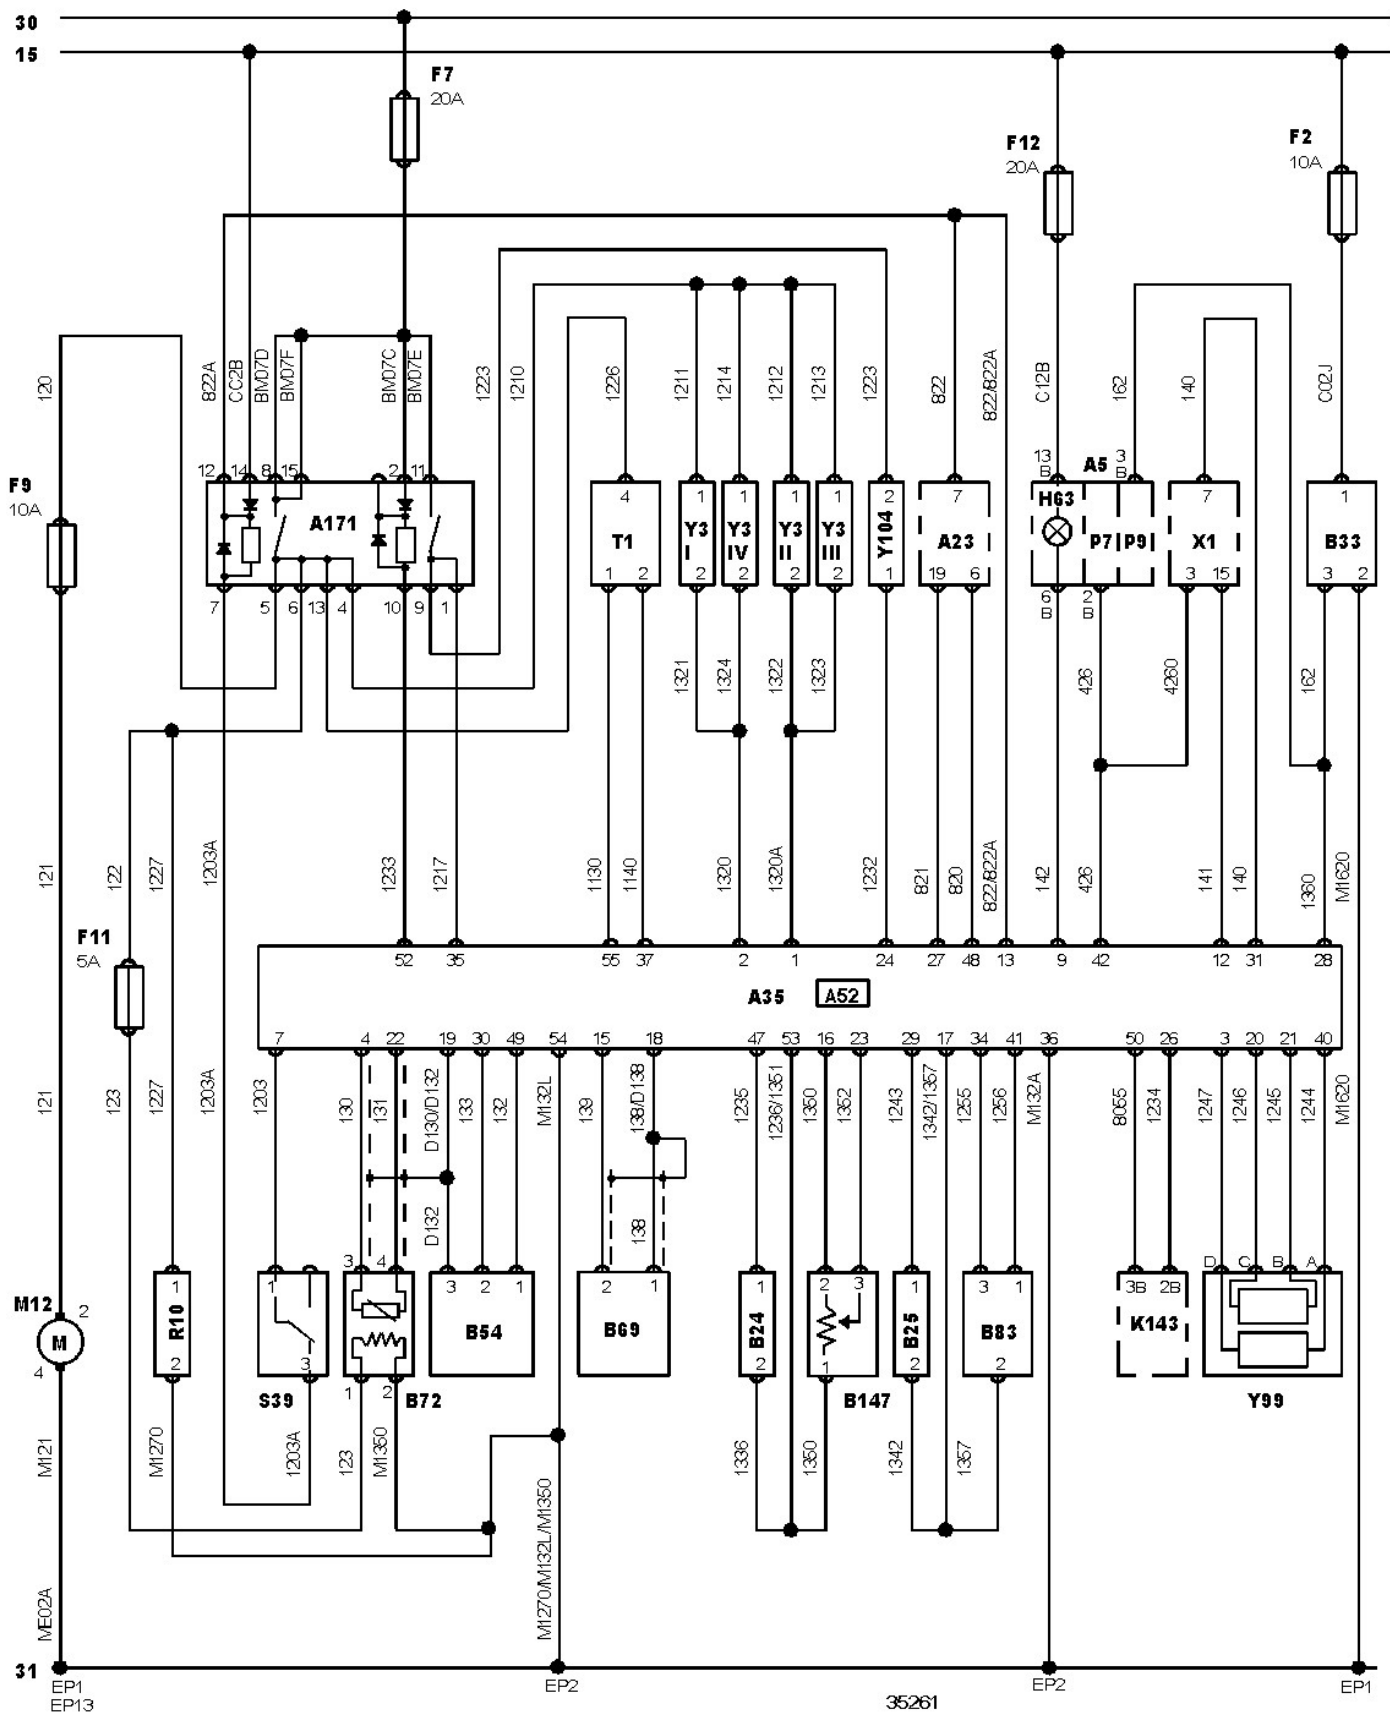 30
15
F7
20A
F12
20A
F2
10A
120
822A
CC2B
BM07D
BM07F
BM07C
BM07E
1223
1210
1226
1211
1214
1212
1213
1223
822
822/822A
C12B
162
140
C02J
F9
10A
12 14 8 15 2 11
A171
7 5 6 13 4 10 9 1
4
T1
1 2
1
Y3
I
2
1
Y3
IV
2
1
Y3
II
2
1
Y3
III
2
2
Y104
1
7
A23
19 6
13
B
3
B
A5
H63
P7
P9
6
B
2
B
7
X1
3 15
1
B33
3 2
1321
1324
1322
1323
426
4260
162
121
122
1227
1203A
1233
1217
1130
1140
1320
1320A
1232
821
820
822/822A
142
426
141
140
1360
M1620
F11
5A
52 35 55 37 2 1 24 27 48 13 9 42 12 31 28
A35
A52
7 4 22 19 30 49 54 15 18 47 53 16 23 29 17 34 41 36 50 26 3 20 21 40
121
123
1227
1203A
1203
130
131
D130/D132
133
132
M132L
139
138/D138
1235
1236/1351
1350
1352
1243
1342/1357
1255
1256
M132A
8055
1234
1247
1246
1245
1244
M1620
D132
138
M12
2
M
4
1
R10
2
1
3
S39
3 4
1 2
B72
3 2 1
B54
2 1
B69
1
B24
2
2 3
1
B147
1
B25
2
3 1
B83
2
3B 2B
K143
D C B A
Y99
M121
M1270
1203A
123
M1350
1336
1350
1342
1357
ME02A
M1270/M132L/M1350
31
EP1
EP13
EP2
35261
EP2
EP1